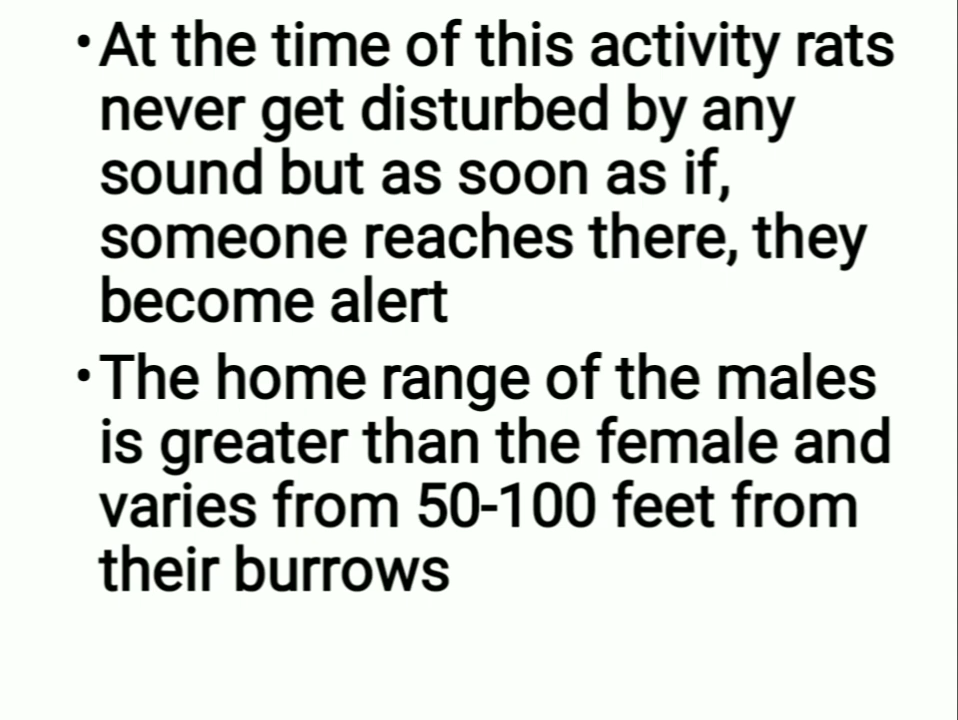 •At the time of this activity rats
never get disturbed by any
sound but as soon as if,
someone reaches there, they
become alert
•The home range of the males
is greater than the female and
varies from 50-100 feet from
their burrows